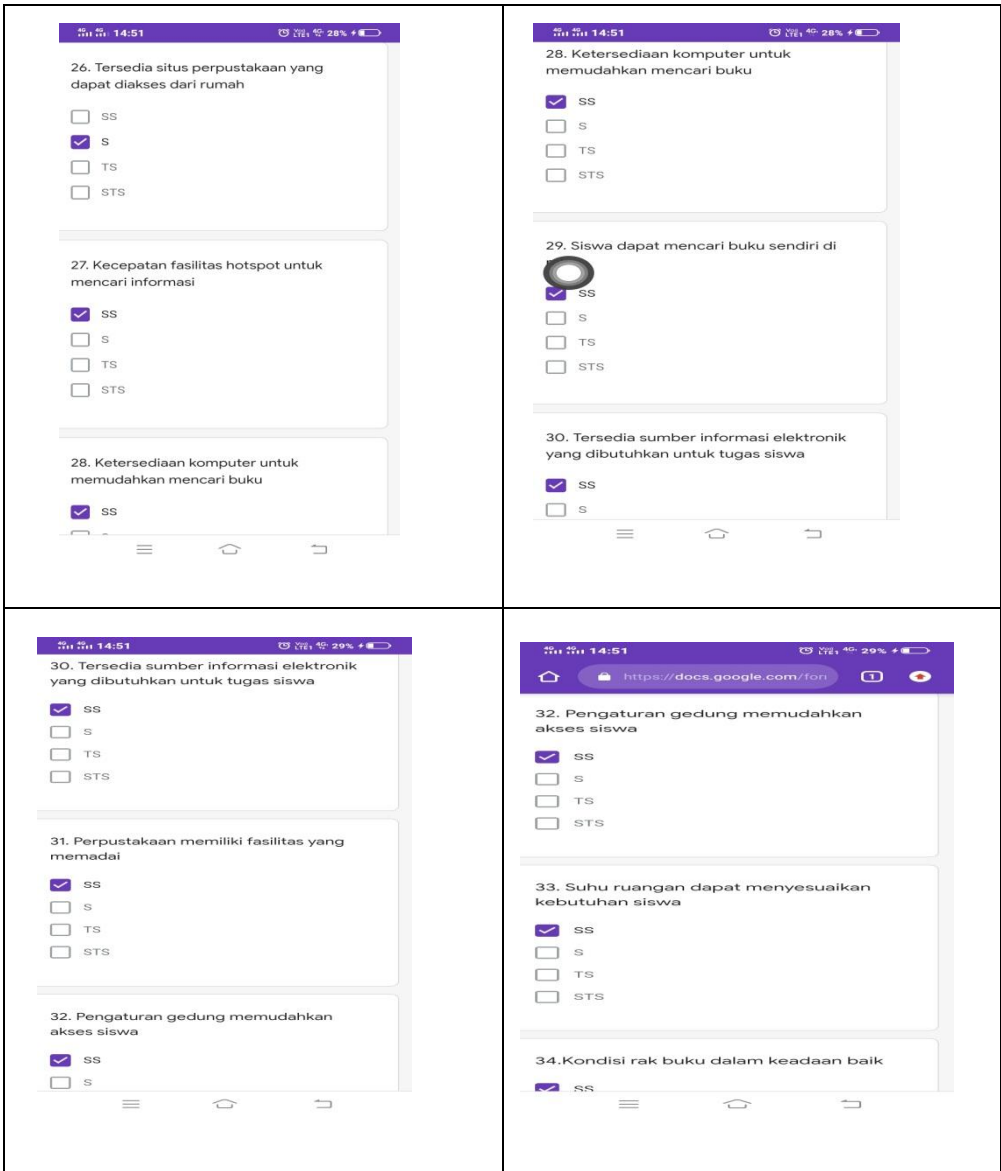 14:51
28%
26. Tersedia situs perpustakaan yang
dapat diakses dari rumah
SS
S
TS
STS
27. Kecepatan fasilitas hotspot untuk
mencari informasi
SS
S
TS
STS
28. Ketersediaan komputer untuk
memudahkan mencari buku
SS
14:51
28%
28. Ketersediaan komputer untuk
memudahkan mencari buku
SS
S
TS
STS
29. Siswa dapat mencari buku sendiri di
SS
S
TS
STS
30. Tersedia sumber informasi elektronik
yang dibutuhkan untuk tugas siswa
SS
S
14:51
29%
30. Tersedia sumber informasi elektronik
yang dibutuhkan untuk tugas siswa
SS
S
TS
STS
31. Perpustakaan memiliki fasilitas yang
memadai
SS
S
TS
STS
32. Pengaturan gedung memudahkan
akses siswa
SS
S
14:51
29%
https://docs.google.com/for
1
32. Pengaturan gedung memudahkan
akses siswa
SS
S
TS
STS
33. Suhu ruangan dapat menyesuaikan
kebutuhan siswa
SS
S
TS
STS
34.Kondisi rak buku dalam keadaan baik
SS